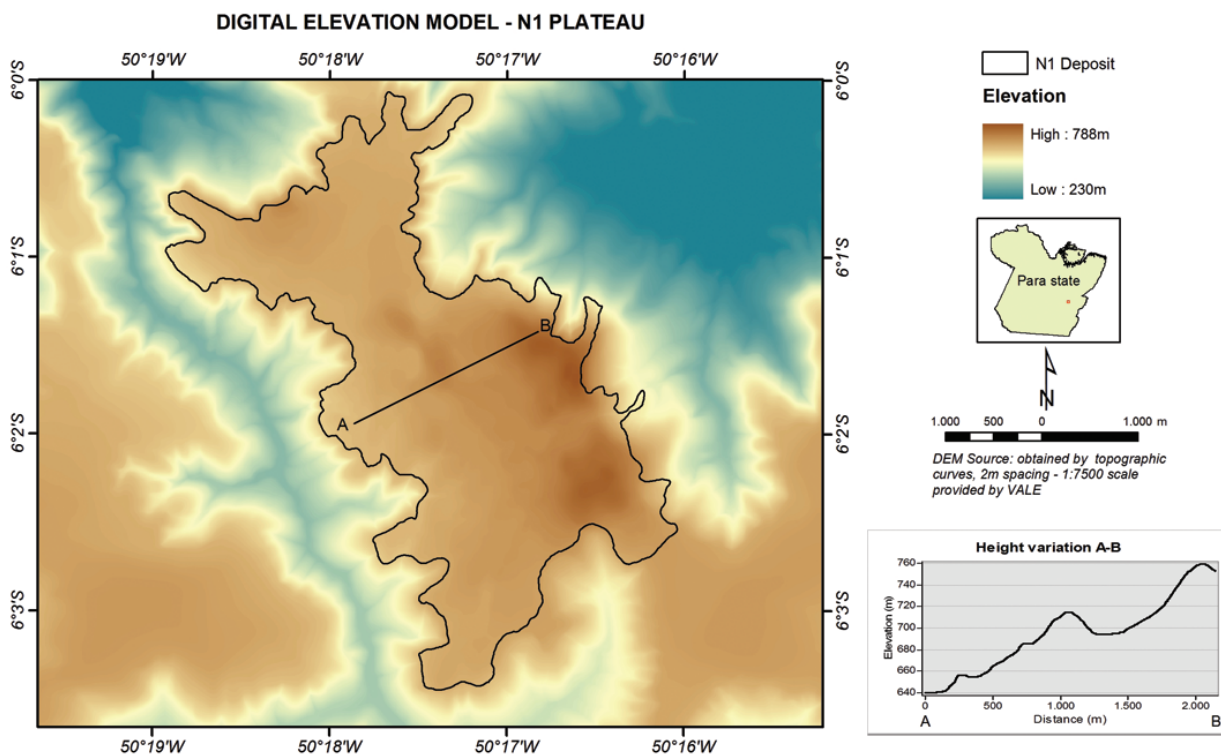 DIGITAL ELEVATION MODEL - N1 PLATEAU
50°19'W 50°18'W 50°17'W 50°16'W
6°0'S 6°0'S
6°1'S 6°1'S
6°2'S 6°2'S
6°3'S 6°3'S
50°19'W 50°18'W 50°17'W 50°16'W
A
B
N1 Deposit
Elevation
High : 788m
Low : 230m
Para state
N
1.000 500 0 1.000 m
DEM Source: obtained by topographic
curves, 2m spacing - 1:7500 scale
provided by VALE
Height variation A-B
Elevation (m)
760
740
720
700
680
660
640
0 500 1.000 1.500 2.000
A Distance (m) B